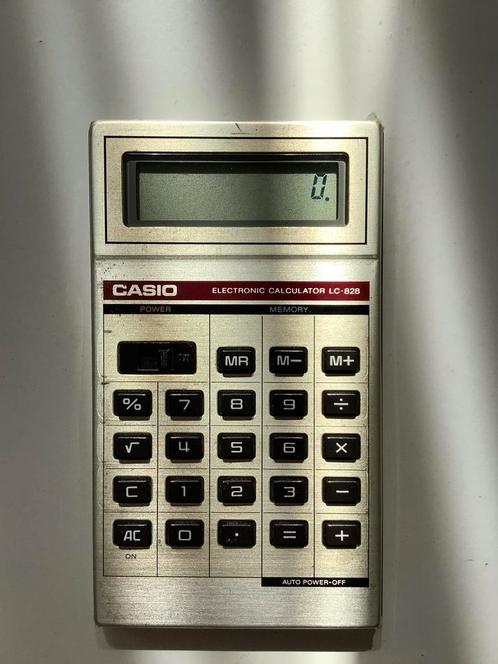 0.
CASIO ELECTRONIC CALCULATOR LC-828
POWER MEMORY
MR M− M+
% 7 8 9 ÷
√ 4 5 6 ×
C 1 2 3 −
AC 0 . = +
ON
AUTO POWER-OFF